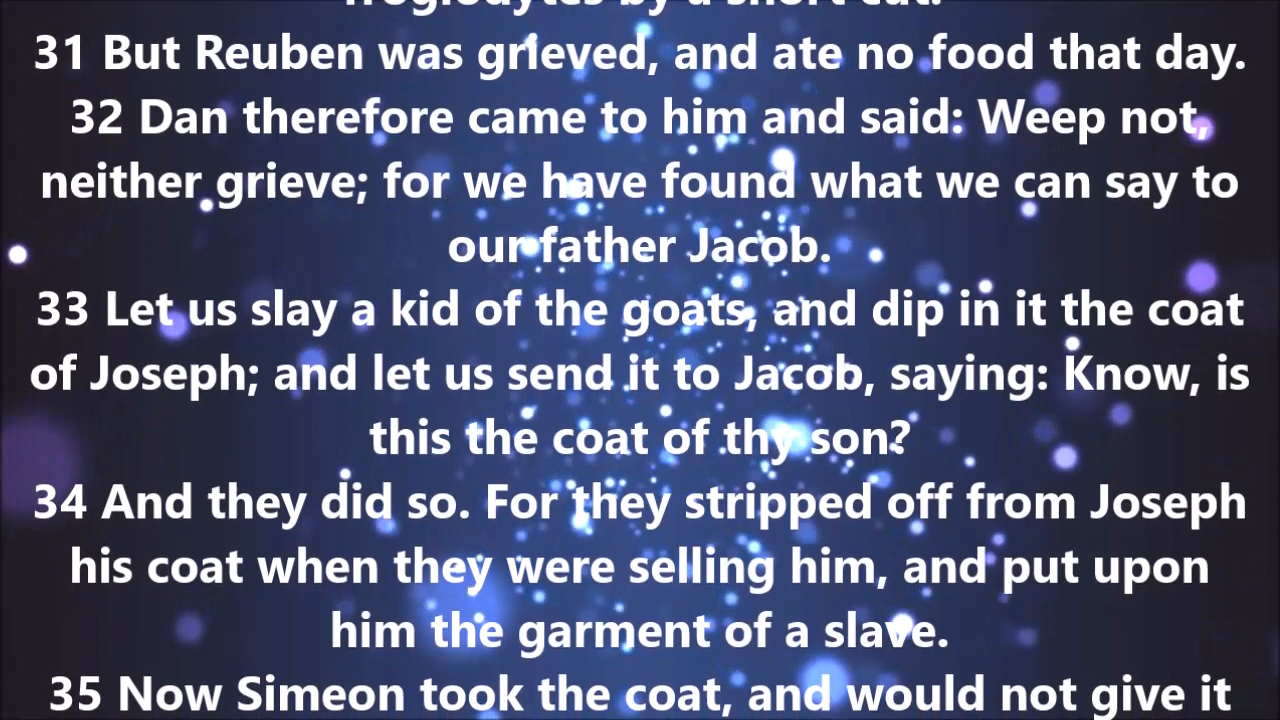 Troglodytes by a short cut.
31 But Reuben was grieved, and ate no food that day.
32 Dan therefore came to him and said: Weep not,
neither grieve; for we have found what we can say to
our father Jacob.
33 Let us slay a kid of the goats, and dip in it the coat
of Joseph; and let us send it to Jacob, saying: Know, is
this the coat of thy son?
34 And they did so. For they stripped off from Joseph
his coat when they were selling him, and put upon
him the garment of a slave.
35 Now Simeon took the coat, and would not give it